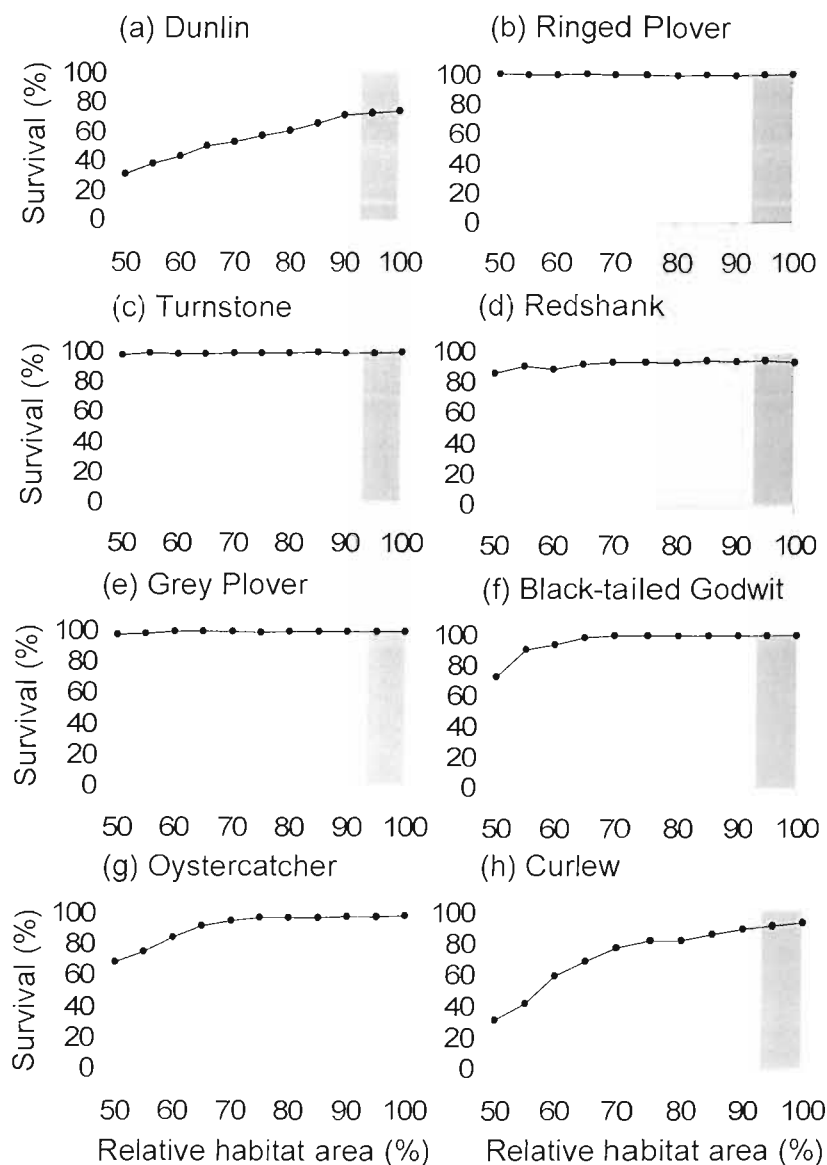 (a) Dunlin
(b) Ringed Plover
Survival (%)
100
80
60
40
20
0
100
80
60
40
20
0
50 60 70 80 90 100
50 60 70 80 90 100
(c) Turnstone
(d) Redshank
Survival (%)
100
80
60
40
20
0
100
80
60
40
20
0
50 60 70 80 90 100
50 60 70 80 90 100
(e) Grey Plover
(f) Black-tailed Godwit
Survival (%)
100
80
60
40
20
0
100
80
60
40
20
0
50 60 70 80 90 100
50 60 70 80 90 100
(g) Oystercatcher
(h) Curlew
Survival (%)
100
80
60
40
20
0
100
80
60
40
20
0
50 60 70 80 90 100
50 60 70 80 90 100
Relative habitat area (%)
Relative habitat area (%)